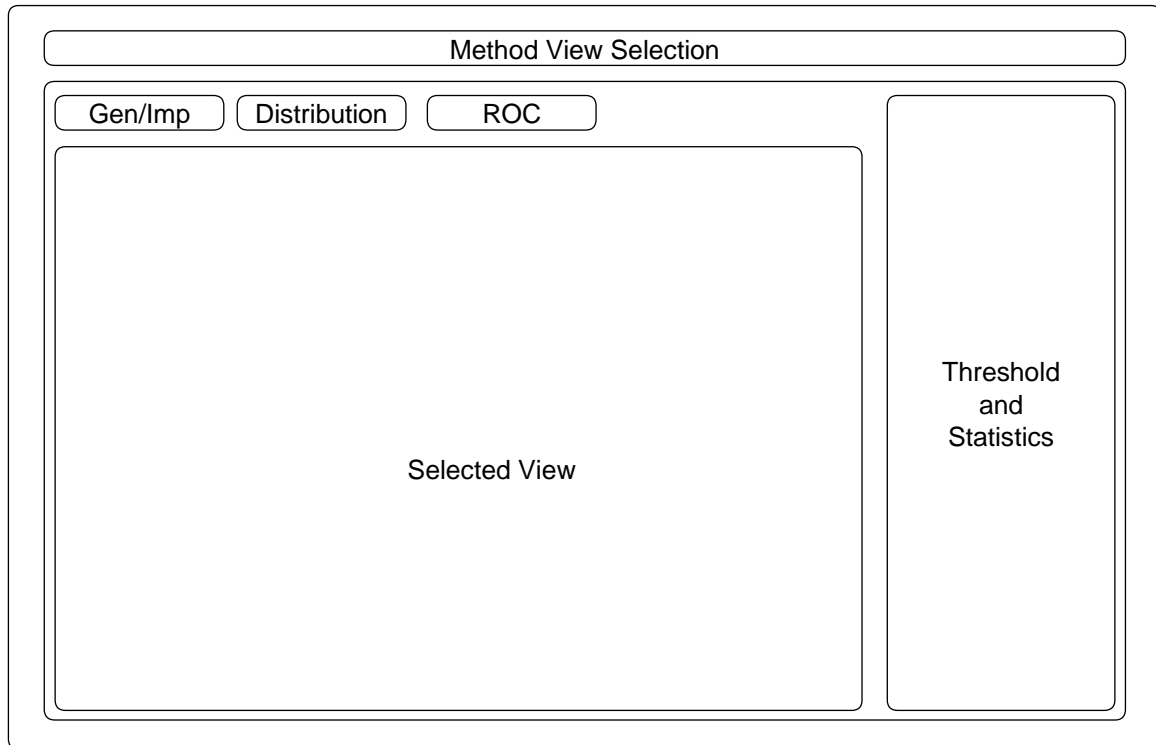 Method View Selection
Gen/Imp
Distribution
ROC
Selected View
Threshold
and
Statistics